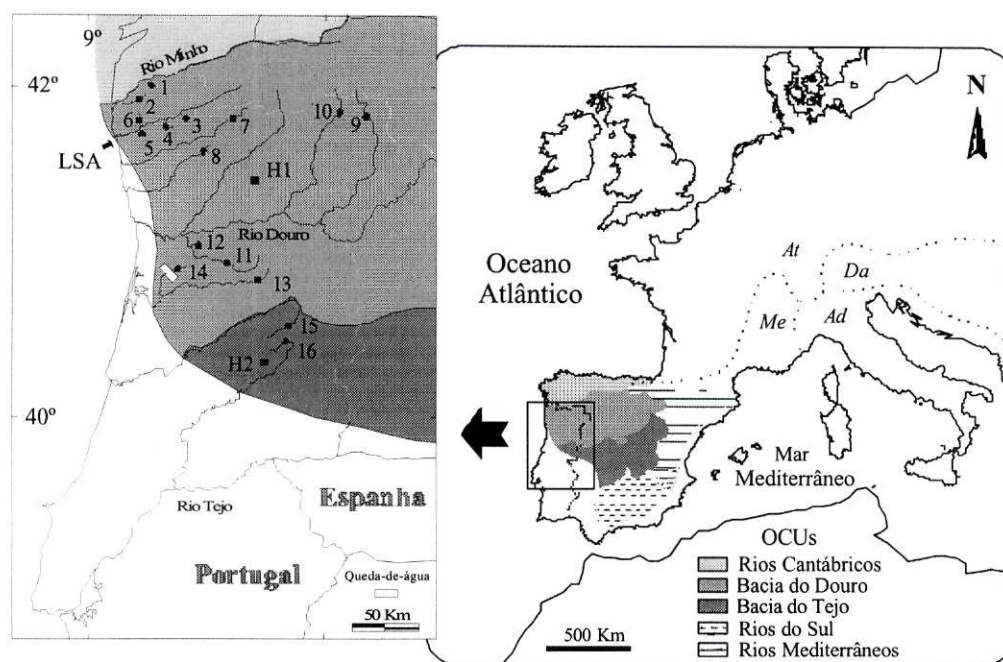 9º
42º
Rio Minho
1
2
3
4
5
6
7
8
9
10
LSA
H1
Rio Douro
12
11
14
13
15
16
H2
40º
Rio Tejo
Espanha
Portugal
Queda-de-água
50 Km
N
Oceano
Atlântico
At
Da
Me
Ad
Mar
Mediterrâneo
OCUs
Rios Cantábricos
Bacia do Douro
Bacia do Tejo
Rios do Sul
Rios Mediterrâneos
500 Km